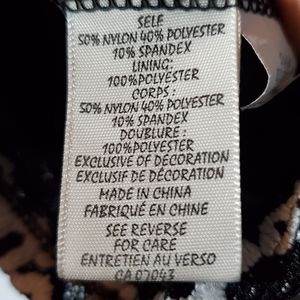 SELF
50% NYLON 40% POLYESTER
10% SPANDEX
LINING:
100%POLYESTER
CORPS :
50% NYLON 40% POLYESTER
10% SPANDEX
DOUBLURE :
100%POLYESTER
EXCLUSIVE OF DECORATION
EXCLUSIF DE DÉCORATION
MADE IN CHINA
FABRIQUÉ EN CHINE
SEE REVERSE
FOR CARE
ENTRETIEN AU VERSO
CA 07043